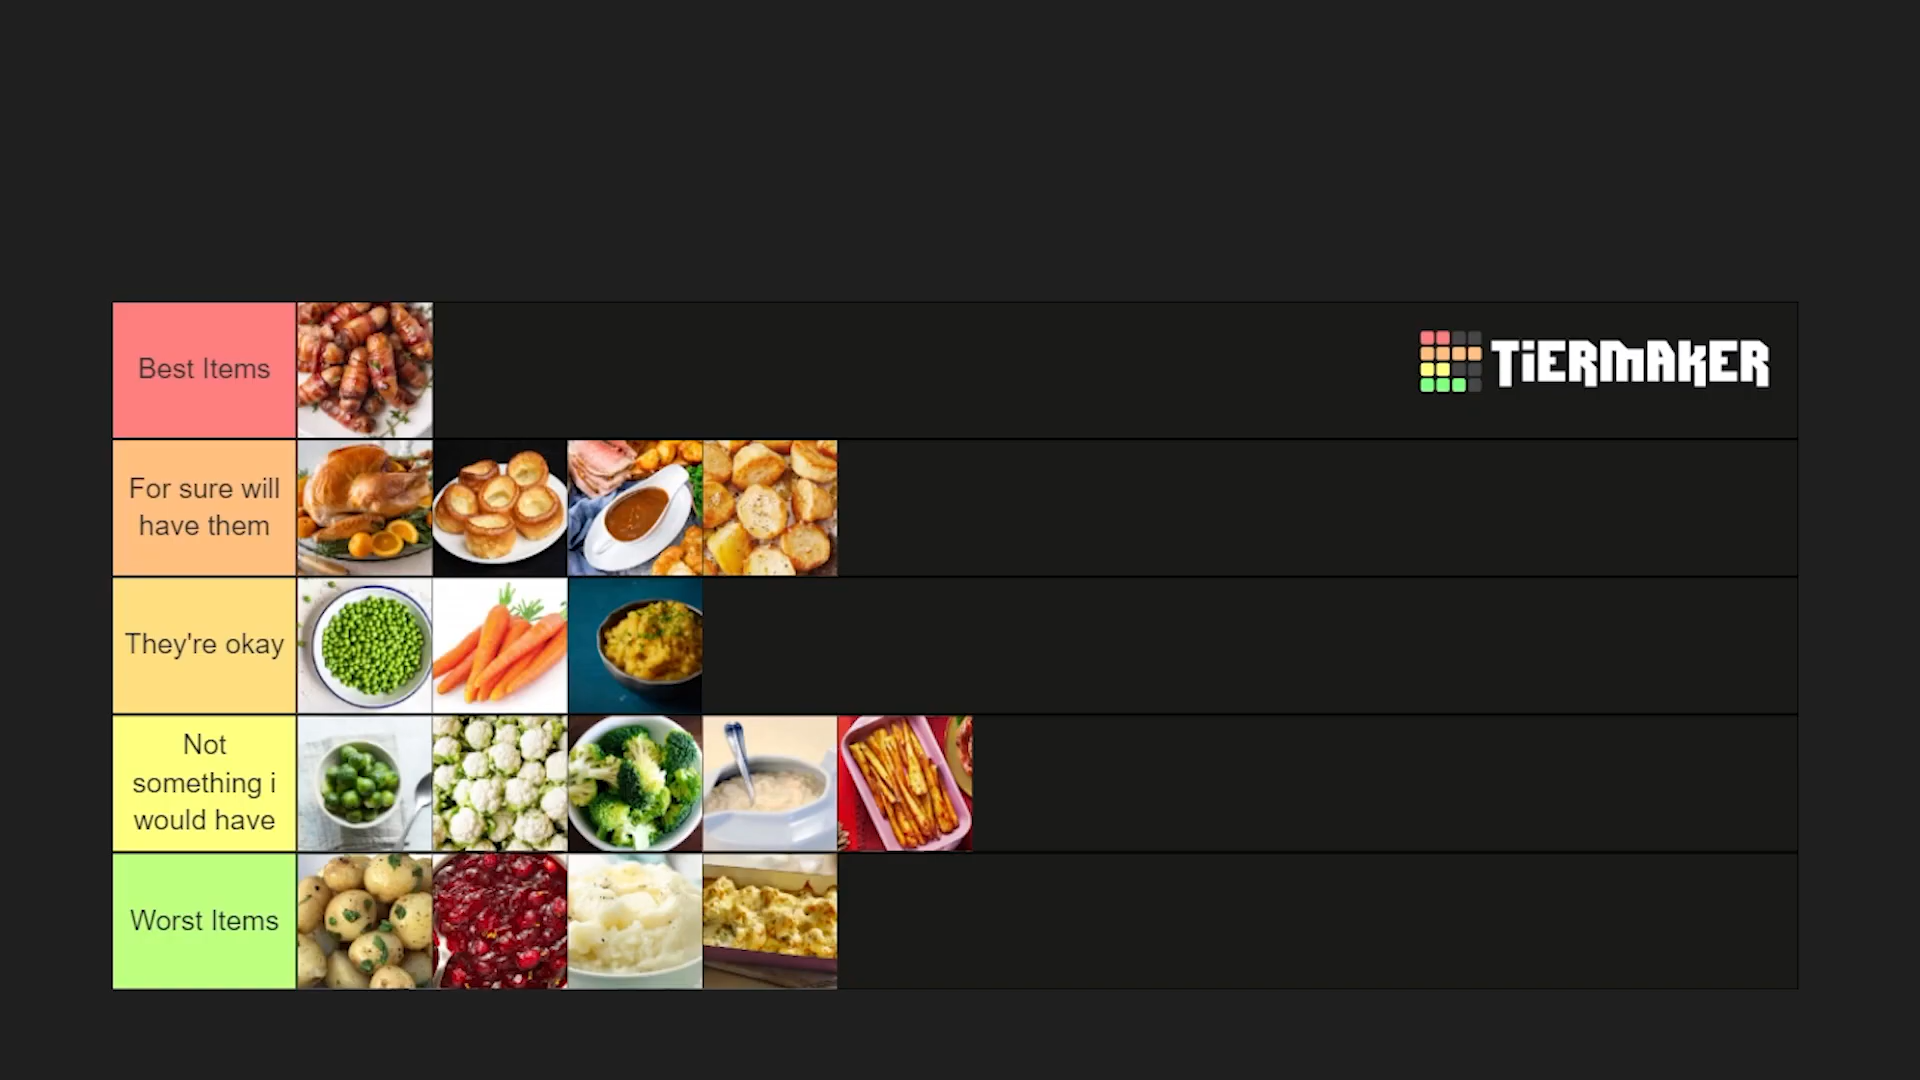 Best Items
TiERMAKER
For sure will
have them
They're okay
Not
something i
would have
Worst Items